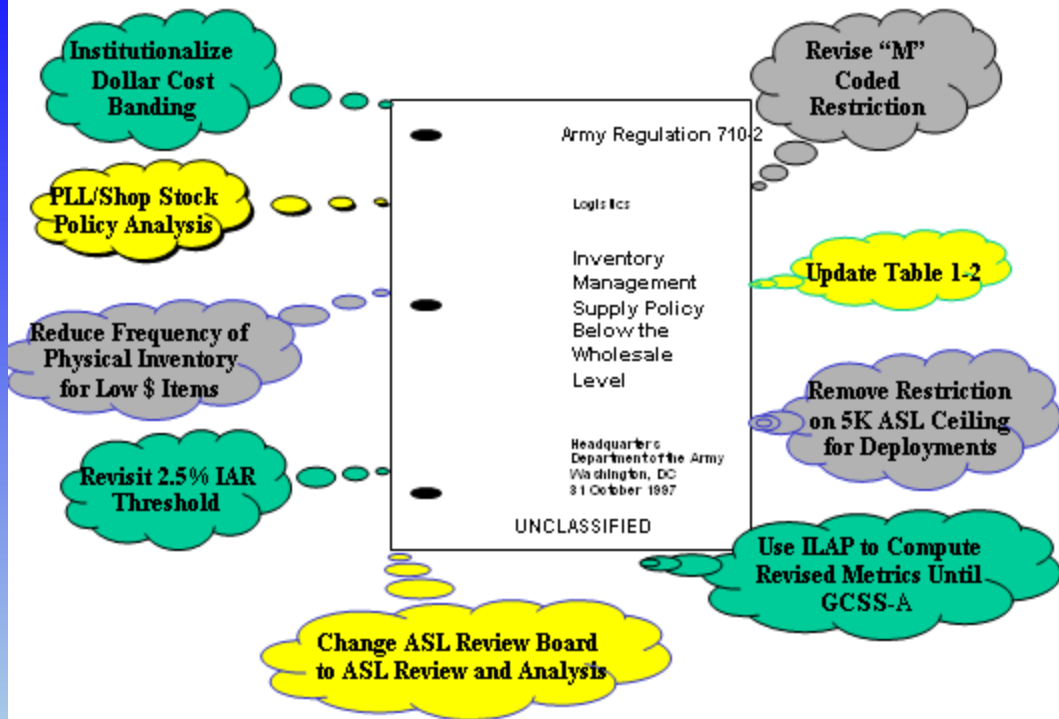 Institutionalize
Dollar Cost
Banding
PLL/Shop Stock
Policy Analysis
Reduce Frequency of
Physical Inventory
for Low $ Items
Revisit 2.5% IAR
Threshold
Army Regulation 710-2
Logistics
Inventory
Management
Supply Policy
Below the
Wholesale
Level
Headquarters
Department of the Army
Washington, DC
31 October 1997
UNCLASSIFIED
Revise “M”
Coded
Restriction
Update Table 1-2
Remove Restriction
on 5K ASL Ceiling
for Deployments
Use ILAP to Compute
Revised Metrics Until
GCSS-A
Change ASL Review Board
to ASL Review and Analysis